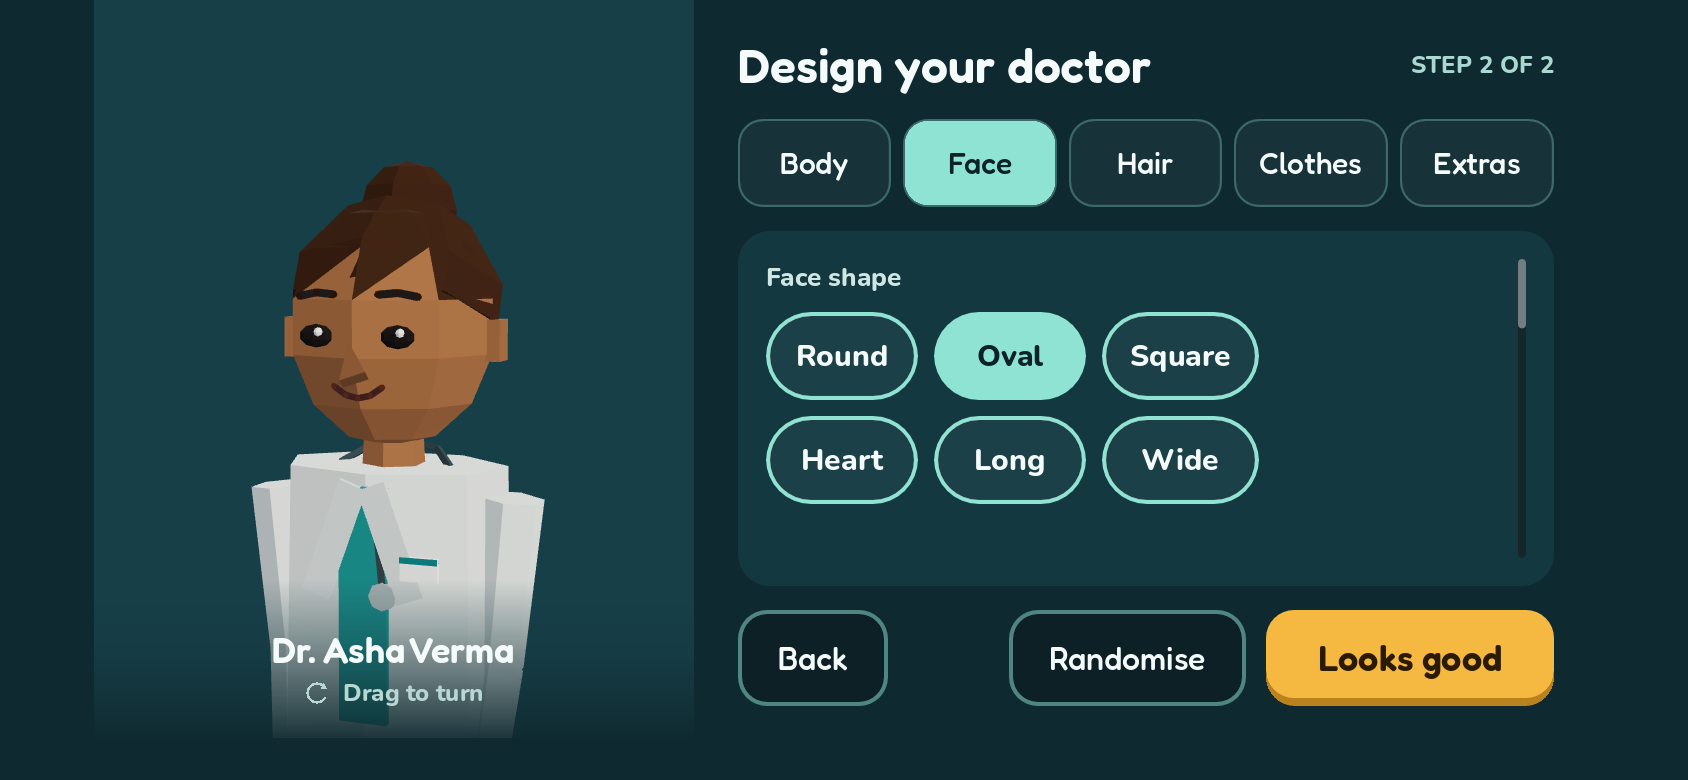 Design your doctor
STEP 2 OF 2
Body
Face
Hair
Clothes
Extras
Face shape
Round
Oval
Square
Heart
Long
Wide
Dr. Asha Verma
Drag to turn
Back
Randomise
Looks good